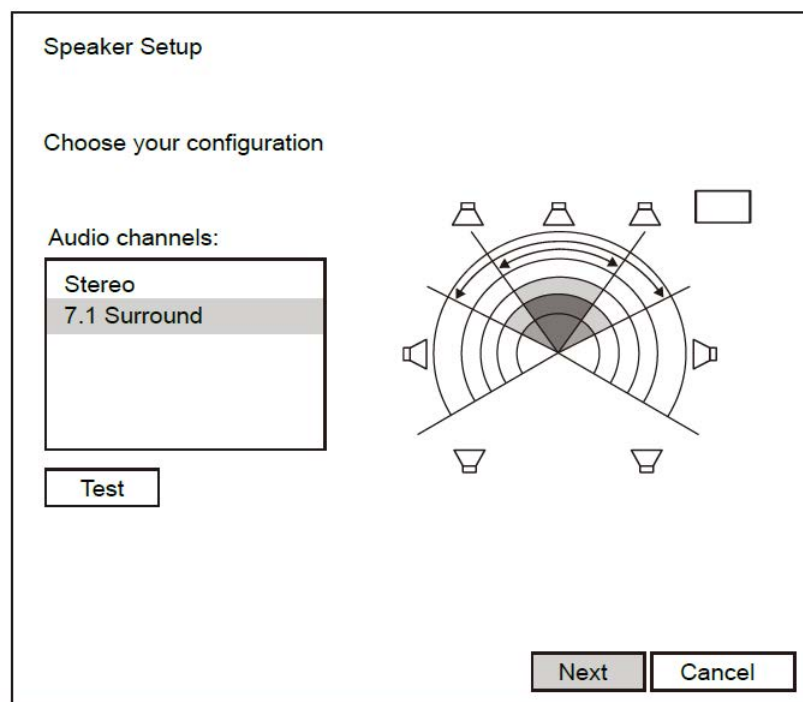 Speaker Setup
Choose your configuration
Audio channels:
Stereo
7.1 Surround
Test
Next
Cancel